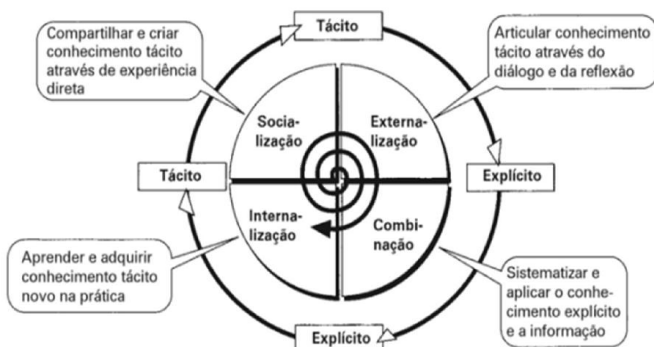 Tácito
Compartilhar e criar
conhecimento tácito
através de experiência
direta
Articular conhecimento
tácito através do
diálogo e da reflexão
Socia-
lização
Externa-
lização
Tácito
Explícito
Interna-
lização
Combi-
nação
Aprender e adquirir
conhecimento tácito
novo na prática
Sistematizar e
aplicar o conhe-
cimento explícito
e a informação
Explícito